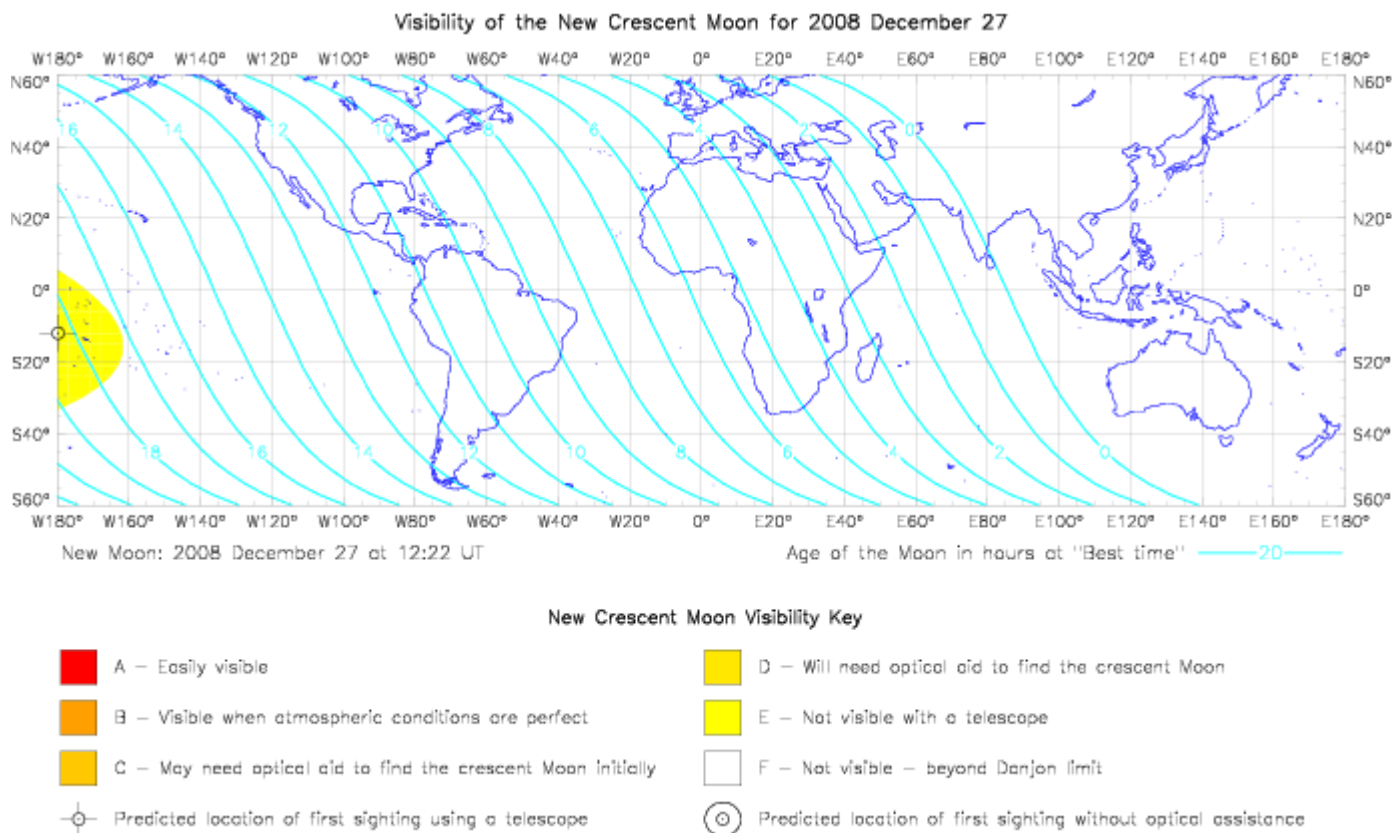 Visibility of the New Crescent Moon for 2008 December 27
W180° W160° W140° W120° W100° W80° W60° W40° W20° 0° E20° E40° E60° E80° E100° E120° E140° E160° E180°
N60° N60°
16 14 12 10 8 6 4 2 0
N40° N40°
N20° N20°
0° 0°
S20° S20°
S40° S40°
18 16 14 12 10 8 6 4 2 0
S60° S60°
W180° W160° W140° W120° W100° W80° W60° W40° W20° 0° E20° E40° E60° E80° E100° E120° E140° E160° E180°
New Moon: 2008 December 27 at 12:22 UT Age of the Moon in hours at "Best time" 20
New Crescent Moon Visibility Key
A – Easily visible D – Will need optical aid to find the crescent Moon
B – Visible when atmospheric conditions are perfect E – Not visible with a telescope
C – May need optical aid to find the crescent Moon initially F – Not visible – beyond Danjon limit
Predicted location of first sighting using a telescope Predicted location of first sighting without optical assistance